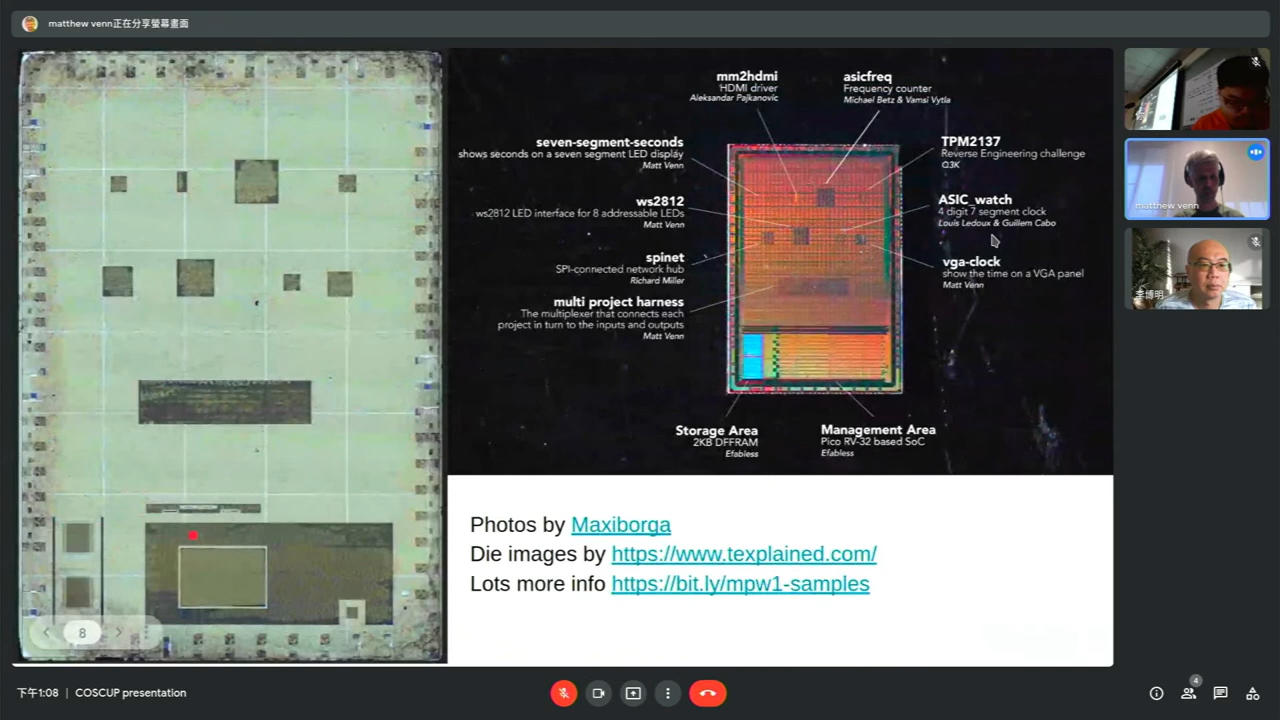 matthew venn正在分享螢幕畫面
mm2hdmi
HDMI driver
Aleksandar Pajkanovic
asicfreq
Frequency counter
Michael Betz & Vamsi Vytla
seven-segment-seconds
shows seconds on a seven segment LED display
Matt Venn
TPM2137
Reverse Engineering challenge
Q3K
ws2812
ws2812 LED interface for 8 addressable LEDs
Matt Venn
ASIC_watch
4 digit 7 segment clock
Louis Ledoux & Guillem Cabo
spinet
SPI-connected network hub
Richard Miller
vga-clock
show the time on a VGA panel
Matt Venn
multi project harness
The multiplexer that connects each
project in turn to the inputs and outputs
Matt Venn
Storage Area
2KB DFFRAM
Efabless
Management Area
Pico RV-32 based SoC
Efabless
Photos by Maxiborga
Die images by https://www.texplained.com/
Lots more info https://bit.ly/mpw1-samples
8
matthew venn
李博明
下午1:08 | COSCUP presentation
4